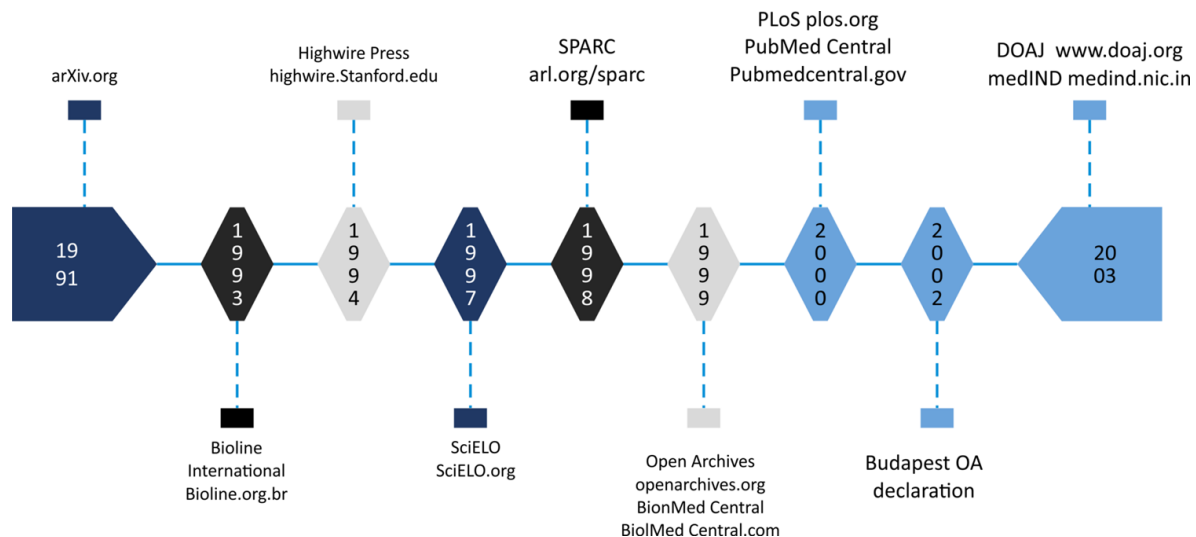 arXiv.org
Highwire Press
highwire.Stanford.edu
SPARC
arl.org/sparc
PLoS plos.org
PubMed Central
Pubmedcentral.gov
DOAJ www.doaj.org
medIND medind.nic.in
19
91
1
9
9
3
1
9
9
4
1
9
9
7
1
9
9
8
1
9
9
9
2
0
0
0
2
0
0
2
20
03
Bioline
International
Bioline.org.br
SciELO
SciELO.org
Open Archives
openarchives.org
BionMed Central
BiolMed Central.com
Budapest OA
declaration